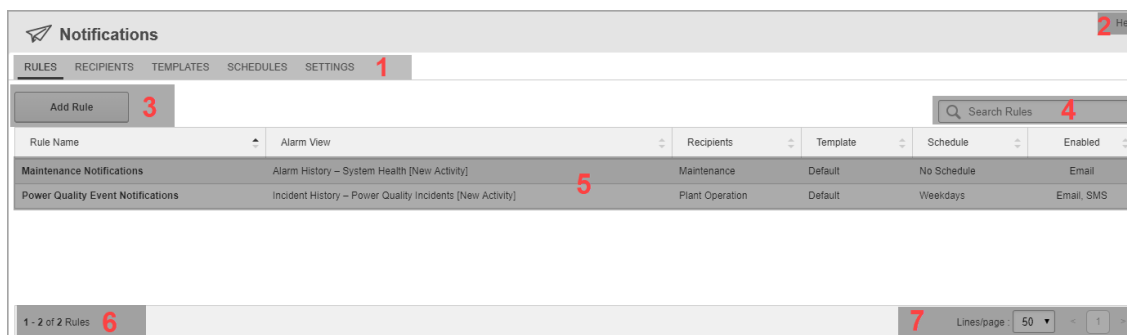 Notifications
2 He
RULES RECIPIENTS TEMPLATES SCHEDULES SETTINGS 1
Add Rule 3
Search Rules 4
Rule Name Alarm View Recipients Template Schedule Enabled
Maintenance Notifications Alarm History – System Health [New Activity] Maintenance Default No Schedule Email
5
Power Quality Event Notifications Incident History – Power Quality Incidents [New Activity] Plant Operation Default Weekdays Email, SMS
1 - 2 of 2 Rules 6
7 Lines/page : 50 < 1 >